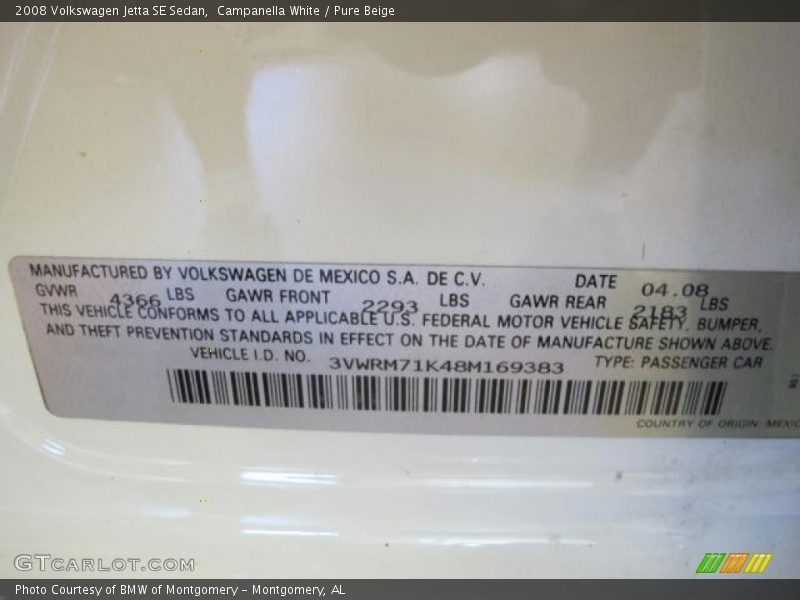 2008 Volkswagen Jetta SE Sedan, Campanella White / Pure Beige
MANUFACTURED BY VOLKSWAGEN DE MEXICO S.A. DE C.V. DATE 04.08
GVWR 4366 LBS GAWR FRONT 2293 LBS GAWR REAR 2183 LBS
THIS VEHICLE CONFORMS TO ALL APPLICABLE U.S. FEDERAL MOTOR VEHICLE SAFETY, BUMPER,
AND THEFT PREVENTION STANDARDS IN EFFECT ON THE DATE OF MANUFACTURE SHOWN ABOVE.
VEHICLE I.D. NO. 3VWRM71K48M169383 TYPE: PASSENGER CAR
COUNTRY OF ORIGIN: MEXIC
GTCARLOT.COM
Photo Courtesy of BMW of Montgomery – Montgomery, AL